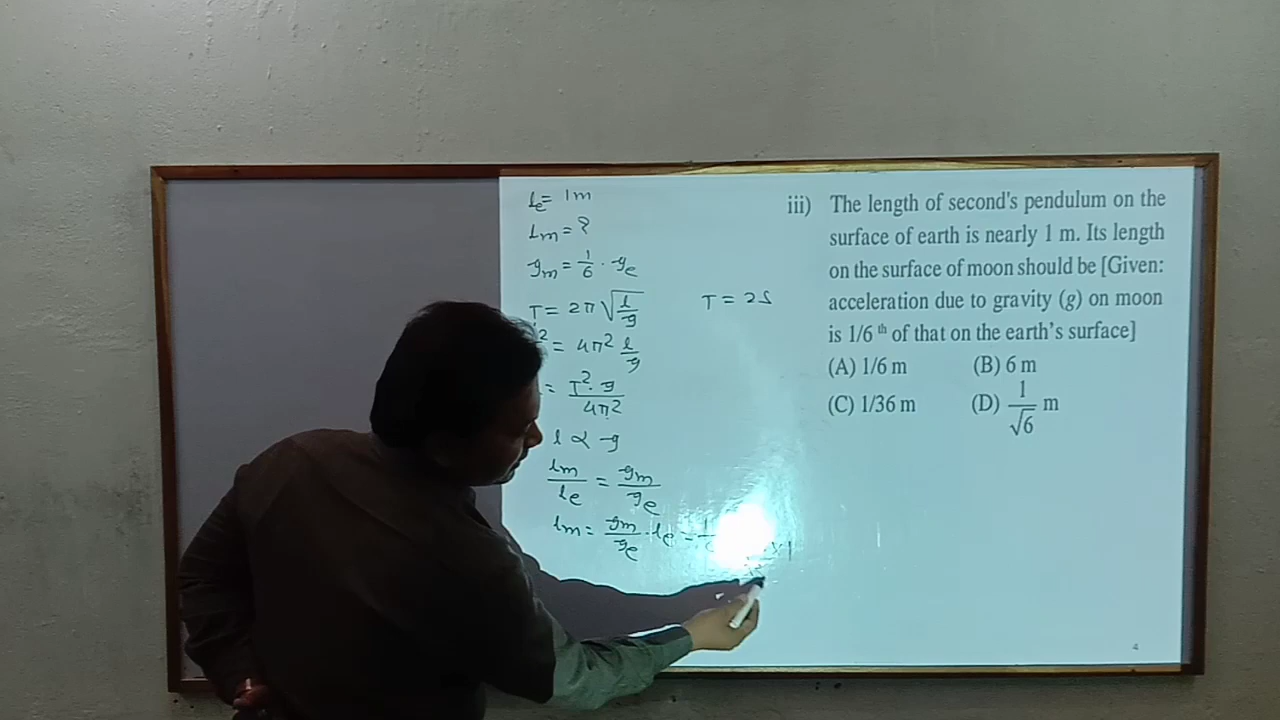 lₑ = 1m
lₘ = ?
gₘ = 1/6 · gₑ
T = 2π √(l/g)
T = 2S
² = 4π² l/g
= T² · g / 4π²
l ∝ g
lₘ/lₑ = gₘ/gₑ
lₘ = gₘ/gₑ · lₑ =
×1
iii) The length of second's pendulum on the
surface of earth is nearly 1 m. Its length
on the surface of moon should be [Given:
acceleration due to gravity (g) on moon
is 1/6 th of that on the earth's surface]
(A) 1/6 m (B) 6 m
(C) 1/36 m (D) 1/√6 m
4